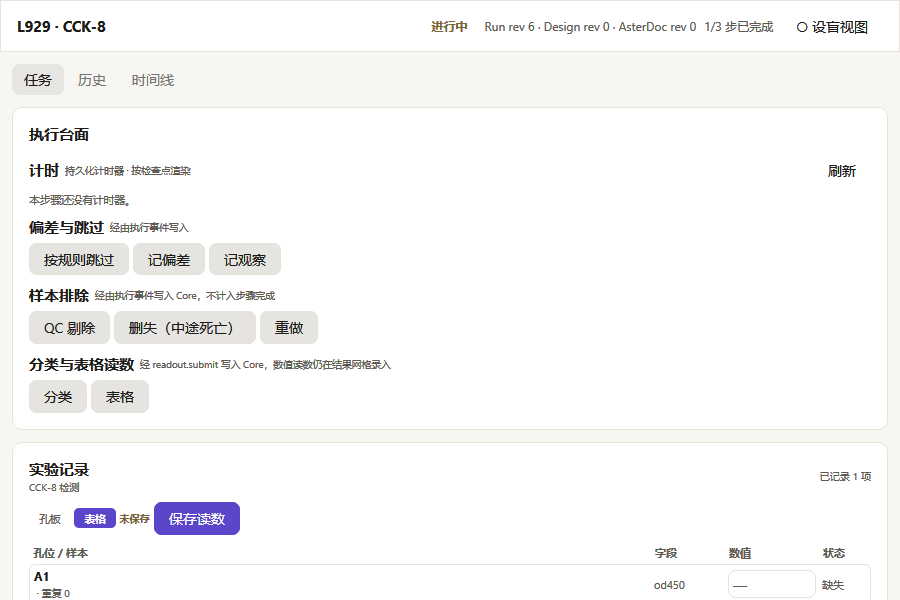 L929 · CCK-8
进行中 Run rev 6 · Design rev 0 · AsterDoc rev 0 1/3 步已完成 设盲视图
任务 历史 时间线
执行台面
计时 持久化计时器 · 按检查点渲染 刷新
本步骤还没有计时器。
偏差与跳过 经由执行事件写入
按规则跳过 记偏差 记观察
样本排除 经由执行事件写入 Core，不计入步骤完成
QC 剔除 删失（中途死亡） 重做
分类与表格读数 经 readout.submit 写入 Core，数值读数仍在结果网格录入
分类 表格
实验记录 已记录 1 项
CCK-8 检测
孔板 表格 未保存 保存读数
孔位 / 样本 字段 数值 状态
A1
· 重复 0 od450 — 缺失